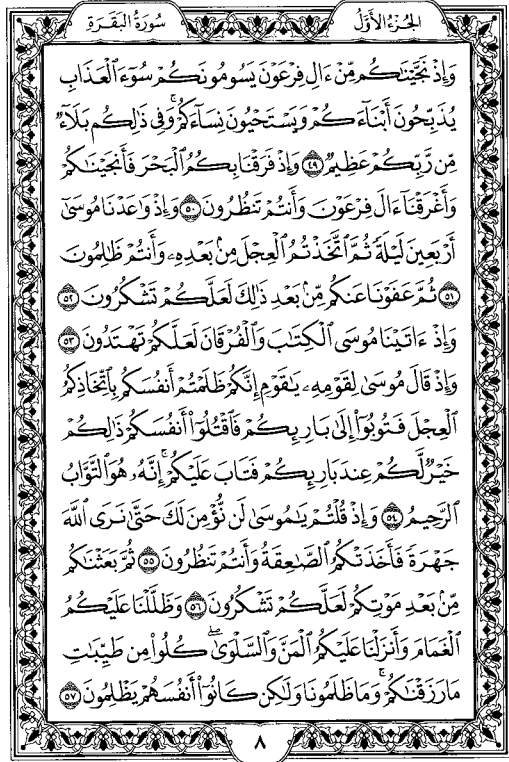 الجُزْءُ الأَوَّلُ سُورَةُ البَقَرَةِ
وَإِذْ نَجَّيْنَٰكُم مِّنْ ءَالِ فِرْعَوْنَ يَسُومُونَكُمْ سُوٓءَ ٱلْعَذَابِ
يُذَبِّحُونَ أَبْنَآءَكُمْ وَيَسْتَحْيُونَ نِسَآءَكُمْ ۚ وَفِى ذَٰلِكُم بَلَآءٌ
مِّن رَّبِّكُمْ عَظِيمٌ ٤٩ وَإِذْ فَرَقْنَا بِكُمُ ٱلْبَحْرَ فَأَنجَيْنَٰكُمْ
وَأَغْرَقْنَآ ءَالَ فِرْعَوْنَ وَأَنتُمْ تَنظُرُونَ ٥٠ وَإِذْ وَٰعَدْنَا مُوسَىٰٓ
أَرْبَعِينَ لَيْلَةً ثُمَّ ٱتَّخَذْتُمُ ٱلْعِجْلَ مِنۢ بَعْدِهِۦ وَأَنتُمْ ظَٰلِمُونَ
٥١ ثُمَّ عَفَوْنَا عَنكُم مِّنۢ بَعْدِ ذَٰلِكَ لَعَلَّكُمْ تَشْكُرُونَ ٥٢
وَإِذْ ءَاتَيْنَا مُوسَى ٱلْكِتَٰبَ وَٱلْفُرْقَانَ لَعَلَّكُمْ تَهْتَدُونَ ٥٣
وَإِذْ قَالَ مُوسَىٰ لِقَوْمِهِۦ يَٰقَوْمِ إِنَّكُمْ ظَلَمْتُمْ أَنفُسَكُم بِٱتِّخَاذِكُمُ
ٱلْعِجْلَ فَتُوبُوٓا۟ إِلَىٰ بَارِئِكُمْ فَٱقْتُلُوٓا۟ أَنفُسَكُمْ ذَٰلِكُمْ
خَيْرٌ لَّكُمْ عِندَ بَارِئِكُمْ فَتَابَ عَلَيْكُمْ ۚ إِنَّهُۥ هُوَ ٱلتَّوَّابُ
ٱلرَّحِيمُ ٥٤ وَإِذْ قُلْتُمْ يَٰمُوسَىٰ لَن نُّؤْمِنَ لَكَ حَتَّىٰ نَرَى ٱللَّهَ
جَهْرَةً فَأَخَذَتْكُمُ ٱلصَّٰعِقَةُ وَأَنتُمْ تَنظُرُونَ ٥٥ ثُمَّ بَعَثْنَٰكُم
مِّنۢ بَعْدِ مَوْتِكُمْ لَعَلَّكُمْ تَشْكُرُونَ ٥٦ وَظَلَّلْنَا عَلَيْكُمُ
ٱلْغَمَامَ وَأَنزَلْنَا عَلَيْكُمُ ٱلْمَنَّ وَٱلسَّلْوَىٰ ۖ كُلُوا۟ مِن طَيِّبَٰتِ
مَا رَزَقْنَٰكُمْ ۖ وَمَا ظَلَمُونَا وَلَٰكِن كَانُوٓا۟ أَنفُسَهُمْ يَظْلِمُونَ ٥٧
٨